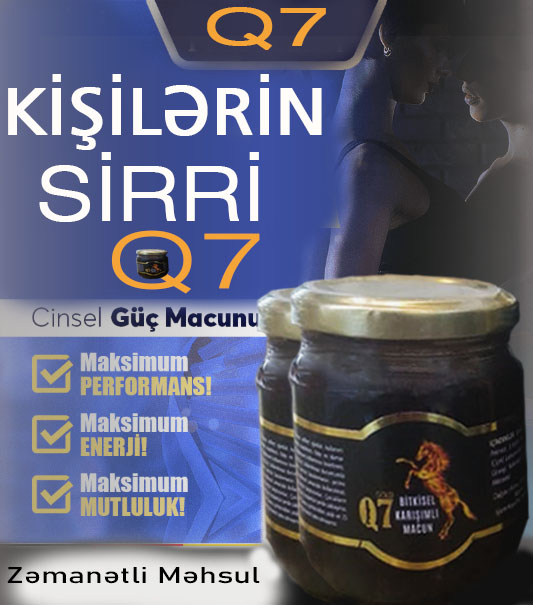 Q7
KİŞİLƏRİN
SİRRİ
Q7
Cinsel Güç Macunu
Maksimum
PERFORMANS!
Maksimum
ENERJİ!
Maksimum
MUTLULUK!
GOLD
Q7
BİTKİSEL
KARIŞIMLI
MACUN
Zəmanətli Məhsul